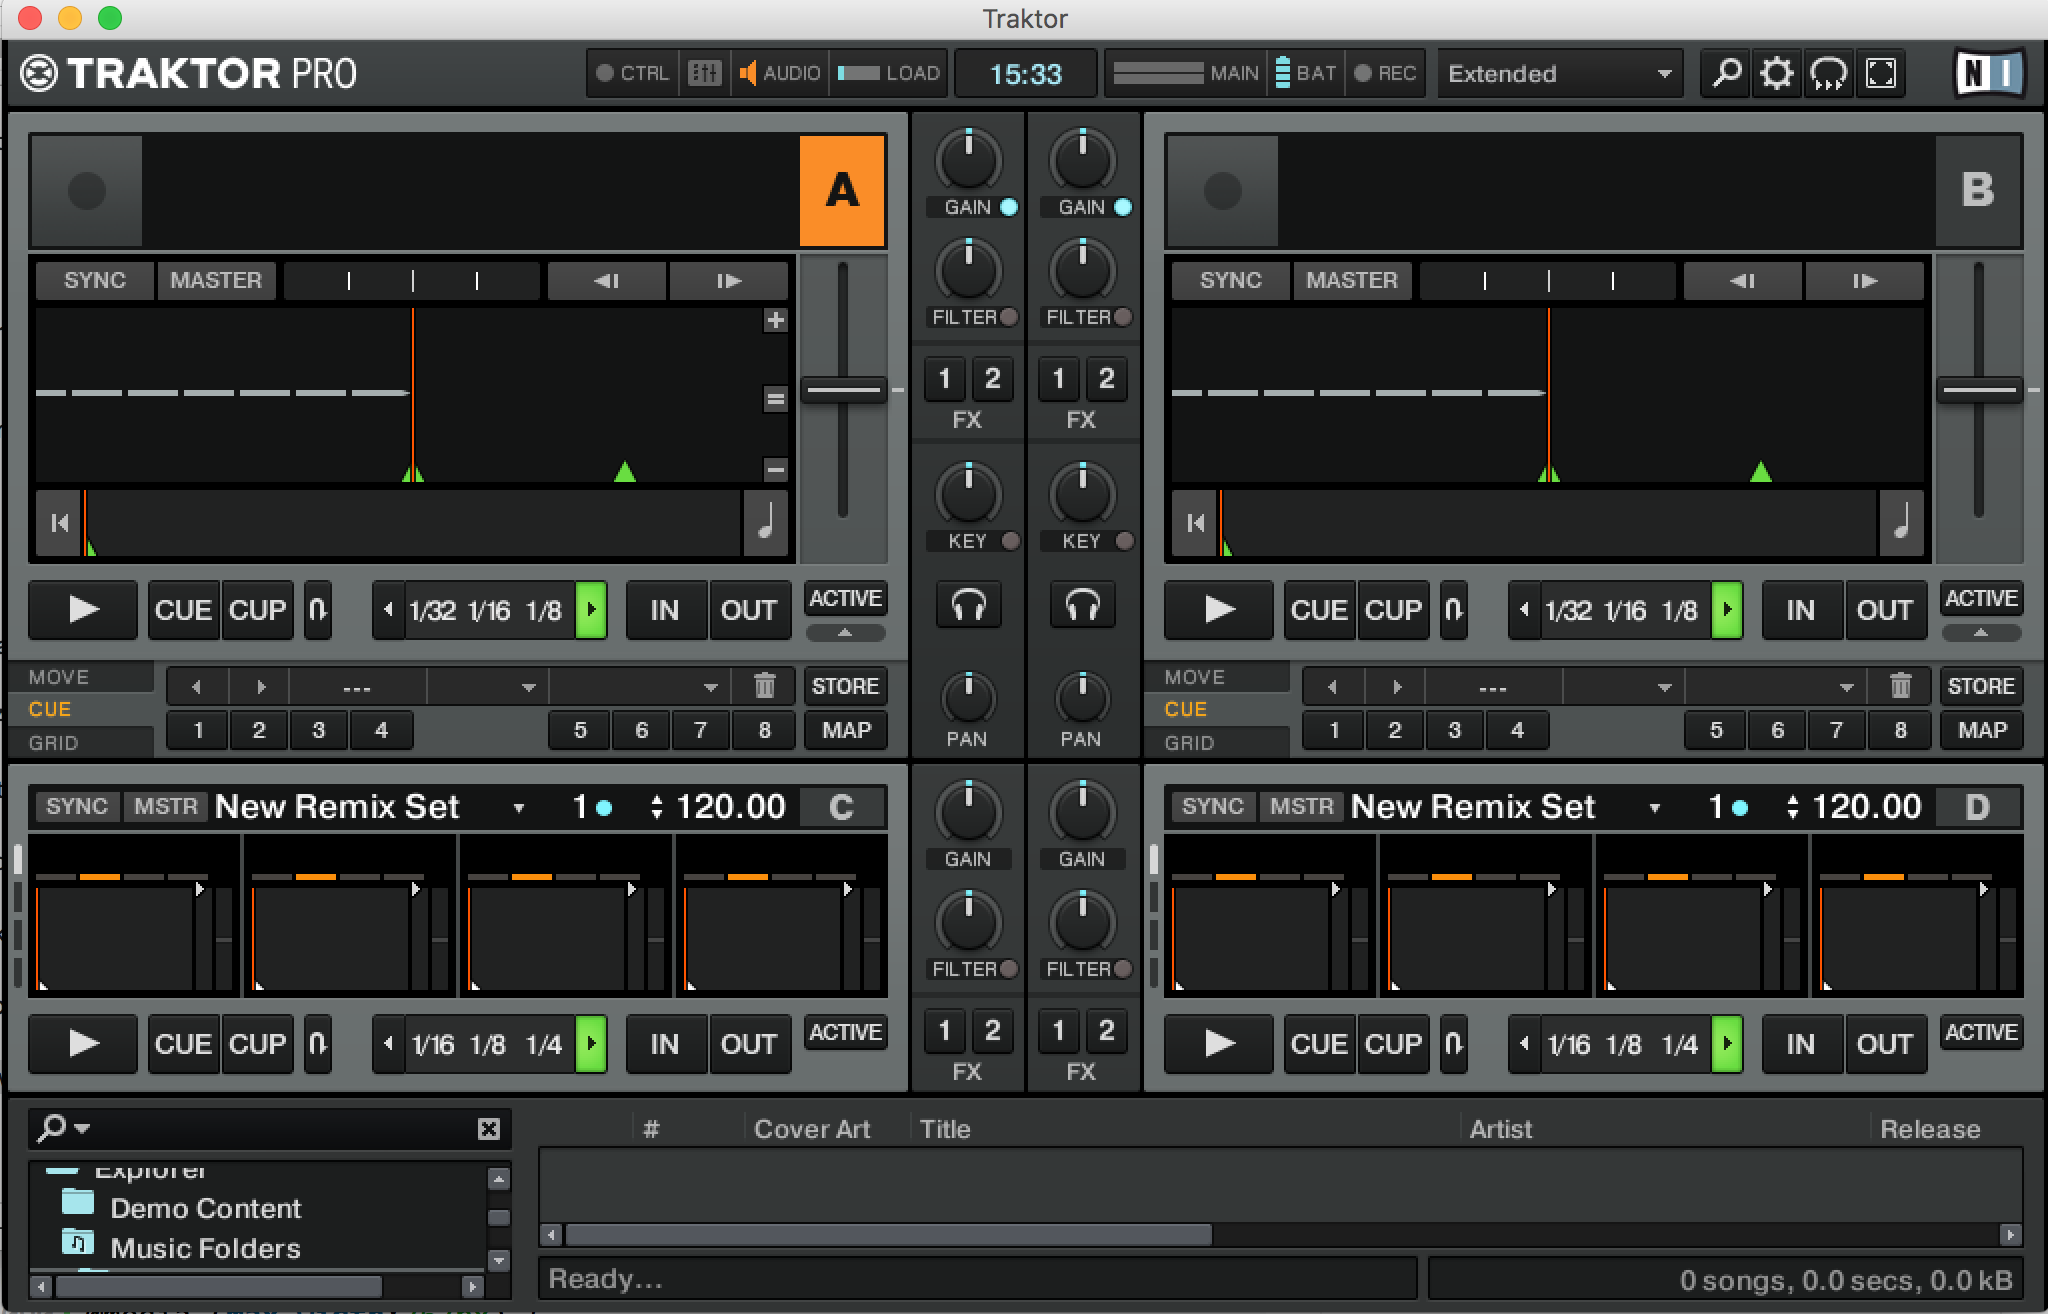 Traktor
TRAKTOR PRO CTRL AUDIO LOAD 15:33 MAIN BAT REC Extended NI
A
SYNC MASTER
CUE CUP 1/32 1/16 1/8 IN OUT ACTIVE
MOVE
CUE
GRID
--- STORE
1 2 3 4 5 6 7 8 MAP
GAIN GAIN
FILTER FILTER
1 2 1 2
FX FX
KEY KEY
PAN PAN
B
SYNC MASTER
CUE CUP 1/32 1/16 1/8 IN OUT ACTIVE
MOVE
CUE
GRID
--- STORE
1 2 3 4 5 6 7 8 MAP
SYNC MSTR New Remix Set 1 120.00 C
CUE CUP 1/16 1/8 1/4 IN OUT ACTIVE
GAIN GAIN
FILTER FILTER
1 2 1 2
FX FX
SYNC MSTR New Remix Set 1 120.00 D
CUE CUP 1/16 1/8 1/4 IN OUT ACTIVE
Explorer
Demo Content
Music Folders
# Cover Art Title Artist Release
Ready...
0 songs, 0.0 secs, 0.0 kB